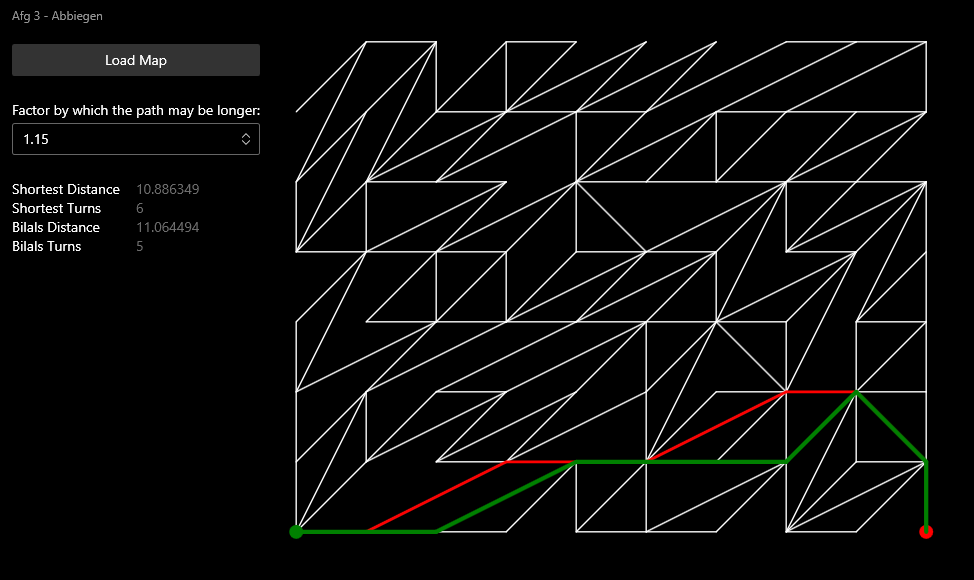 Afg 3 - Abbiegen
Load Map
Factor by which the path may be longer:
1.15
Shortest Distance 10.886349
Shortest Turns 6
Bilals Distance 11.064494
Bilals Turns 5